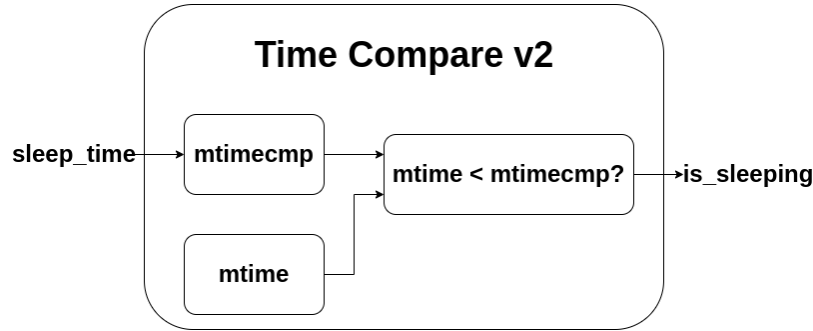 Time Compare v2
sleep_time
mtimecmp
mtime < mtimecmp?
is_sleeping
mtime